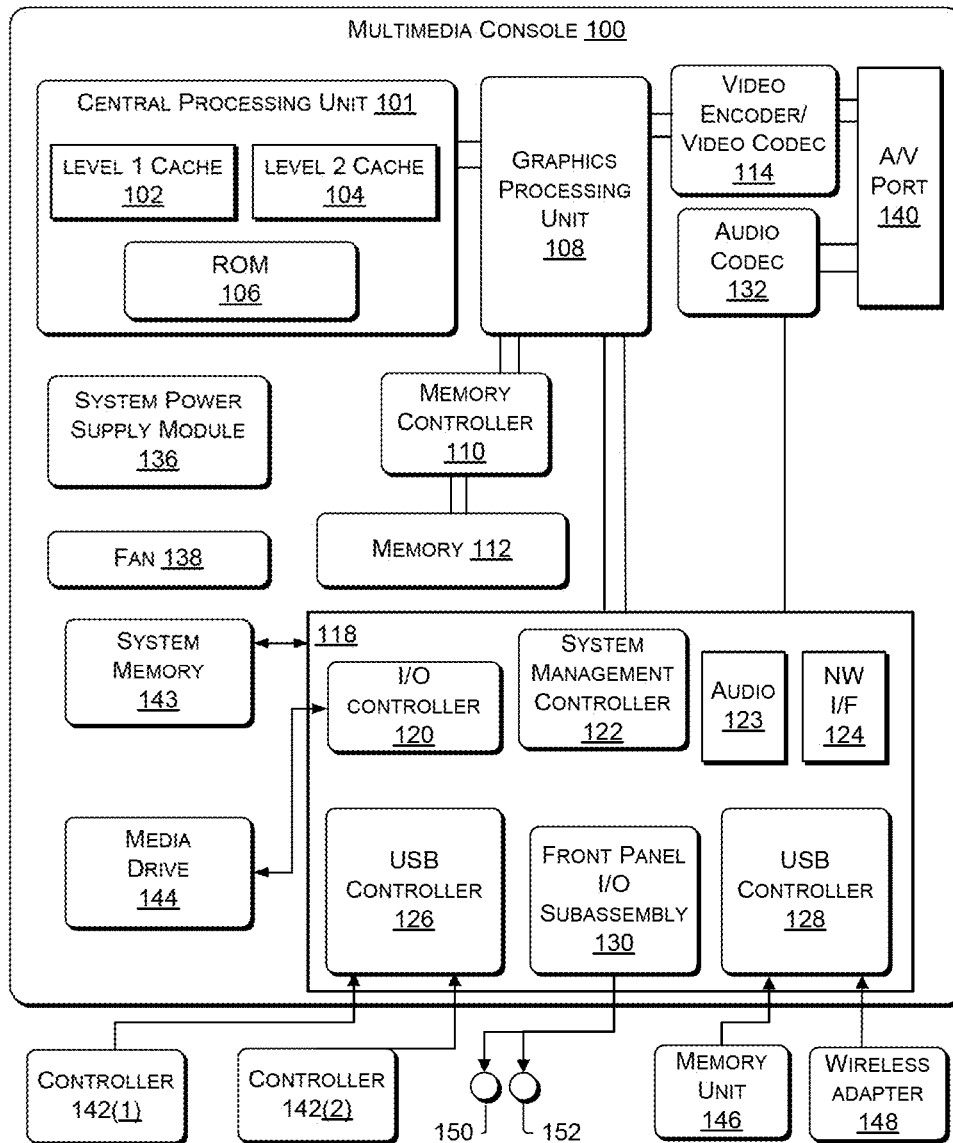 MULTIMEDIA CONSOLE 100
CENTRAL PROCESSING UNIT 101
LEVEL 1 CACHE
102
LEVEL 2 CACHE
104
ROM
106
GRAPHICS
PROCESSING
UNIT
108
VIDEO
ENCODER/
VIDEO CODEC
114
A/V
PORT
140
AUDIO
CODEC
132
SYSTEM POWER
SUPPLY MODULE
136
MEMORY
CONTROLLER
110
FAN 138
MEMORY 112
SYSTEM
MEMORY
143
118
I/O
CONTROLLER
120
SYSTEM
MANAGEMENT
CONTROLLER
122
AUDIO
123
NW
I/F
124
MEDIA
DRIVE
144
USB
CONTROLLER
126
FRONT PANEL
I/O
SUBASSEMBLY
130
USB
CONTROLLER
128
CONTROLLER
142(1)
CONTROLLER
142(2)
150
152
MEMORY
UNIT
146
WIRELESS
ADAPTER
148